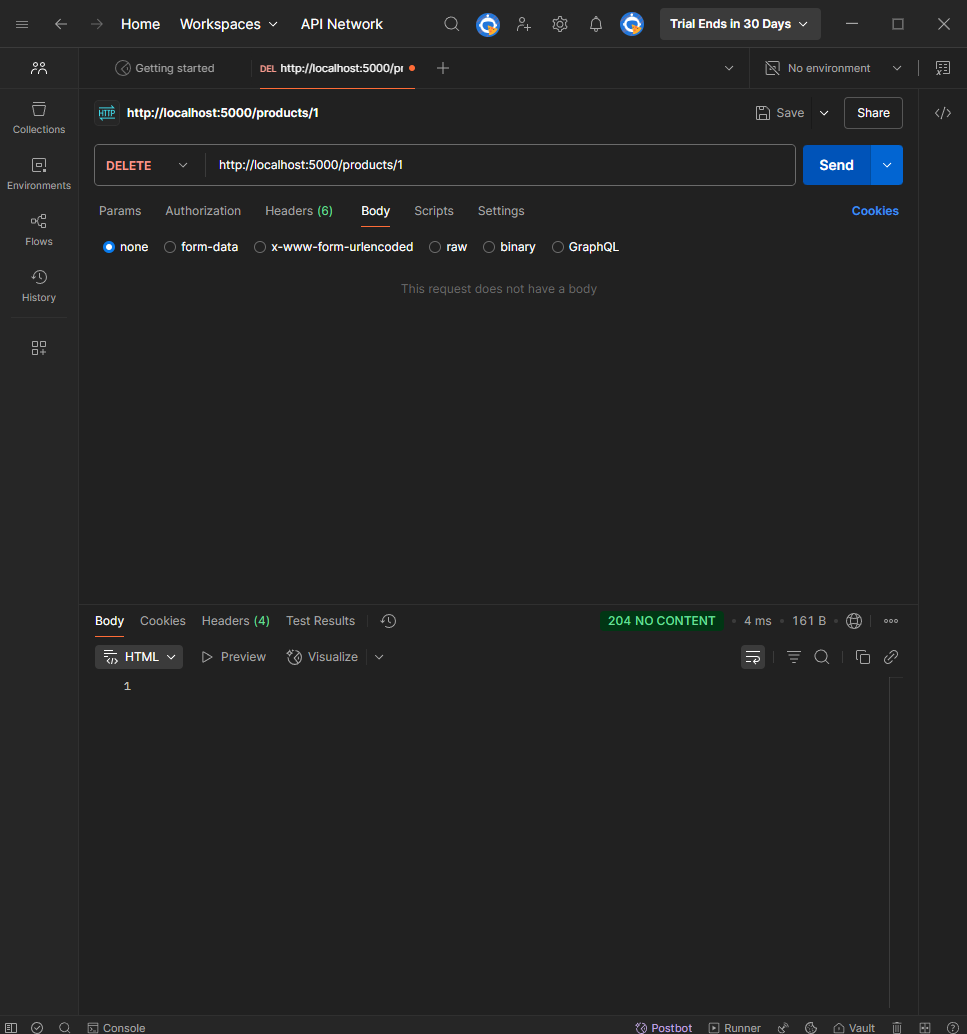 Home Workspaces API Network Trial Ends in 30 Days
Getting started DEL http://localhost:5000/pr No environment
HTTP http://localhost:5000/products/1 Save Share
Collections
Environments
Flows
History
DELETE http://localhost:5000/products/1 Send
Params Authorization Headers (6) Body Scripts Settings Cookies
none form-data x-www-form-urlencoded raw binary GraphQL
This request does not have a body
Body Cookies Headers (4) Test Results 204 NO CONTENT 4 ms 161 B
HTML Preview Visualize
1
Console Postbot Runner Vault